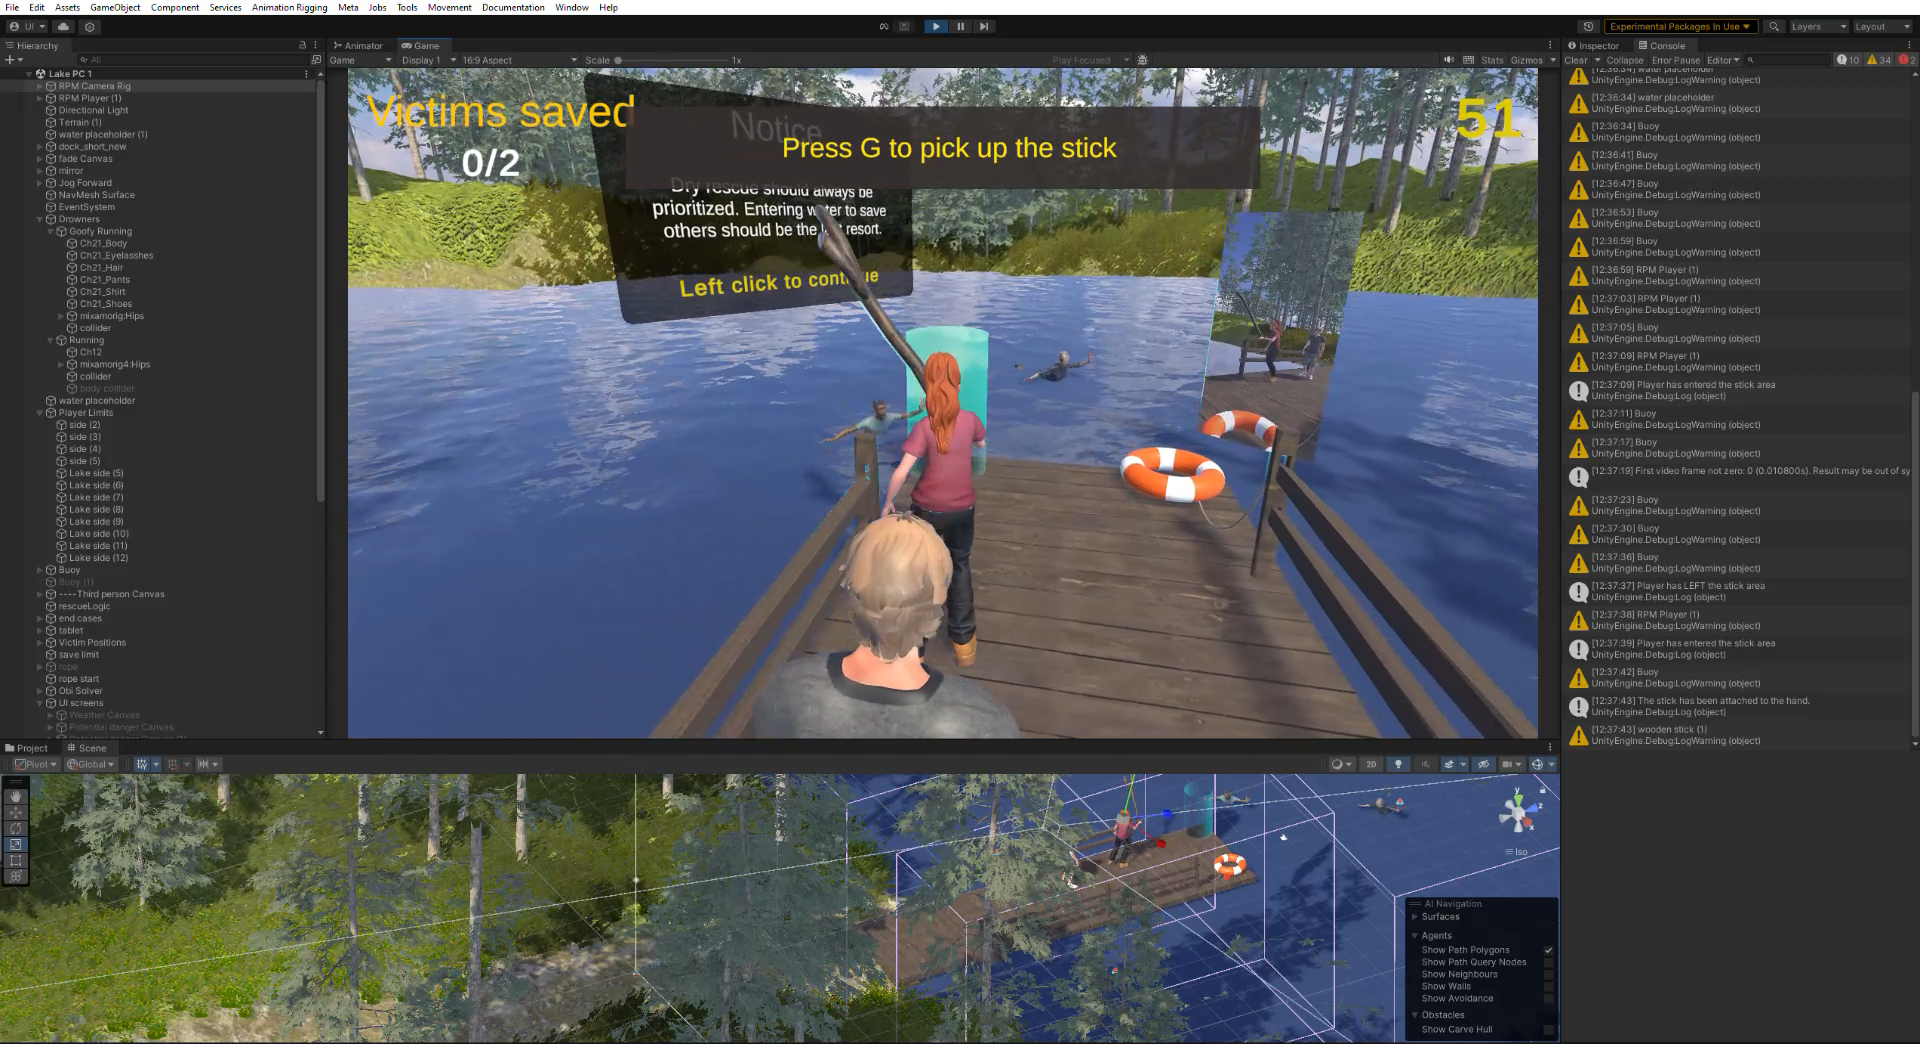 File Edit Assets GameObject Component Services Animation Rigging Meta Jobs Tools Movement Documentation Window Help
UI
Experimental Packages In Use
Layers
Layout
Hierarchy
All
Lake PC 1
RPM Camera Rig
RPM Player (1)
Directional Light
Terrain (1)
water placeholder (1)
dock_short_new
fade Canvas
mirror
Jog Forward
NavMesh Surface
EventSystem
Drowners
Goofy Running
Ch21_Body
Ch21_Eyelasshes
Ch21_Hair
Ch21_Pants
Ch21_Shirt
Ch21_Shoes
mixamorig:Hips
collider
Running
Ch12
mixamorig4:Hips
collider
body collider
water placeholder
Player Limits
side (2)
side (3)
side (4)
side (5)
Lake side (5)
Lake side (6)
Lake side (7)
Lake side (8)
Lake side (9)
Lake side (10)
Lake side (11)
Lake side (12)
Buoy
Buoy (1)
----Third person Canvas
rescueLogic
end cases
tablet
Victim Positions
save limit
rope
rope start
Obi Solver
UI screens
Weather Canvas
Potential danger Canvas
Animator
Game
Game
Display 1
16:9 Aspect
Scale
1x
Play Focused
Stats
Gizmos
Victims saved
0/2
Notice
Press G to pick up the stick
51
Dry rescue should always be
prioritized. Entering water to save
others should be the resort.
Left click to continue
Inspector
Console
Clear
Collapse
Error Pause
Editor
10
34
2
[12:36:34] water placeholder
UnityEngine.Debug:LogWarning (object)
[12:36:34] water placeholder
UnityEngine.Debug:LogWarning (object)
[12:36:34] Buoy
UnityEngine.Debug:LogWarning (object)
[12:36:41] Buoy
UnityEngine.Debug:LogWarning (object)
[12:36:47] Buoy
UnityEngine.Debug:LogWarning (object)
[12:36:53] Buoy
UnityEngine.Debug:LogWarning (object)
[12:36:59] Buoy
UnityEngine.Debug:LogWarning (object)
[12:36:59] RPM Player (1)
UnityEngine.Debug:LogWarning (object)
[12:37:03] RPM Player (1)
UnityEngine.Debug:LogWarning (object)
[12:37:05] Buoy
UnityEngine.Debug:LogWarning (object)
[12:37:09] RPM Player (1)
UnityEngine.Debug:LogWarning (object)
[12:37:09] Player has entered the stick area
UnityEngine.Debug:Log (object)
[12:37:11] Buoy
UnityEngine.Debug:LogWarning (object)
[12:37:17] Buoy
UnityEngine.Debug:LogWarning (object)
[12:37:19] First video frame not zero: 0 (0.010800s). Result may be out of sy
[12:37:23] Buoy
UnityEngine.Debug:LogWarning (object)
[12:37:30] Buoy
UnityEngine.Debug:LogWarning (object)
[12:37:36] Buoy
UnityEngine.Debug:LogWarning (object)
[12:37:37] Player has LEFT the stick area
UnityEngine.Debug:Log (object)
[12:37:38] RPM Player (1)
UnityEngine.Debug:LogWarning (object)
[12:37:39] Player has entered the stick area
UnityEngine.Debug:Log (object)
[12:37:42] Buoy
UnityEngine.Debug:LogWarning (object)
[12:37:43] The stick has been attached to the hand.
UnityEngine.Debug:Log (object)
[12:37:43] wooden stick (1)
UnityEngine.Debug:LogWarning (object)
Project
Scene
Pivot
Global
2D
y
z
x
Iso
AI Navigation
Surfaces
Agents
Show Path Polygons
Show Path Query Nodes
Show Neighbours
Show Walls
Show Avoidance
Obstacles
Show Carve Hull